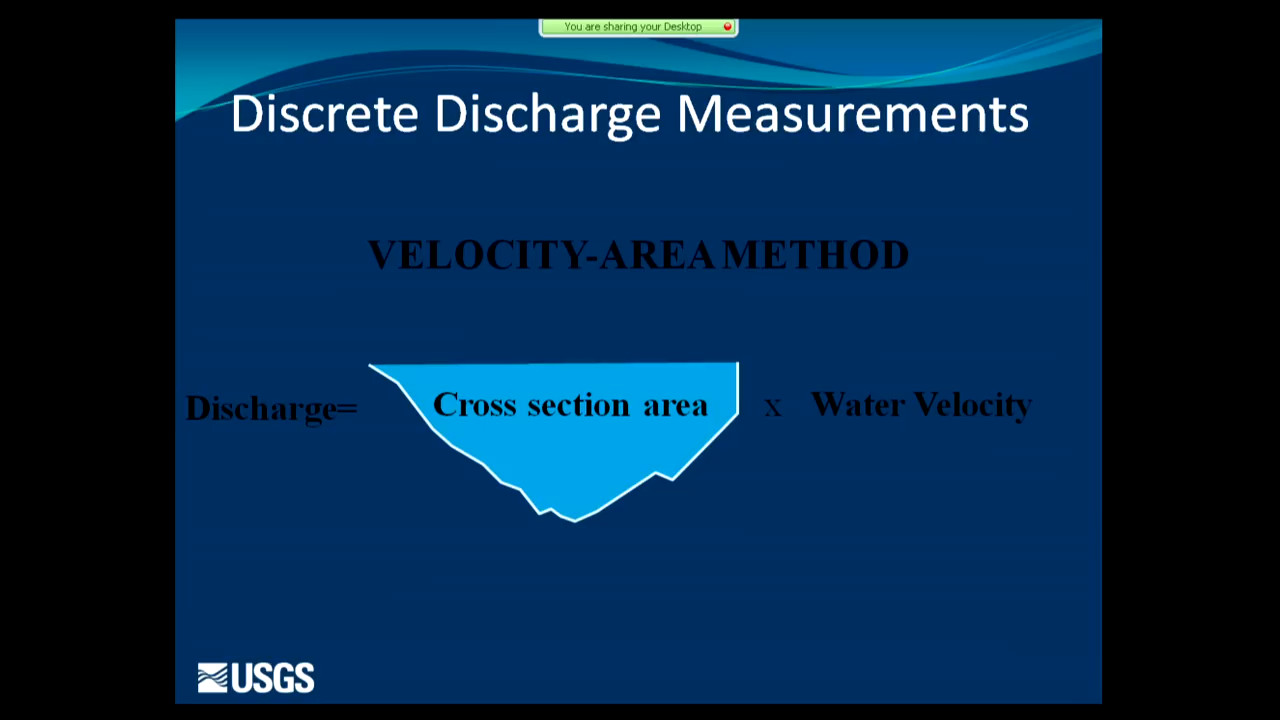 You are sharing your Desktop
Discrete Discharge Measurements
VELOCITY-AREA METHOD
Discharge= Cross section area x Water Velocity
USGS